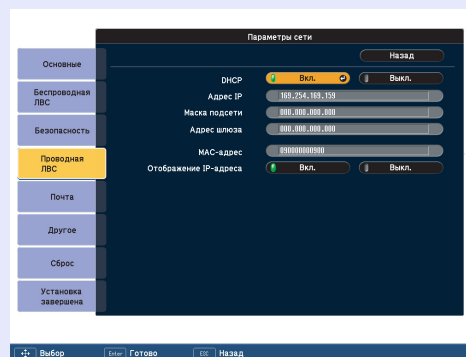 Параметры сети
Назад
Основные
Беспроводная
ЛВС
Безопасность
Проводная
ЛВС
Почта
Другое
Сброс
Установка
завершена
DHCP Вкл. Выкл.
Адрес IP 169.254.169.159
Маска подсети 000.000.000.000
Адрес шлюза 000.000.000.000
MAC-адрес 090000000900
Отображение IP-адреса Вкл. Выкл.
Выбор Enter Готово ESC Назад